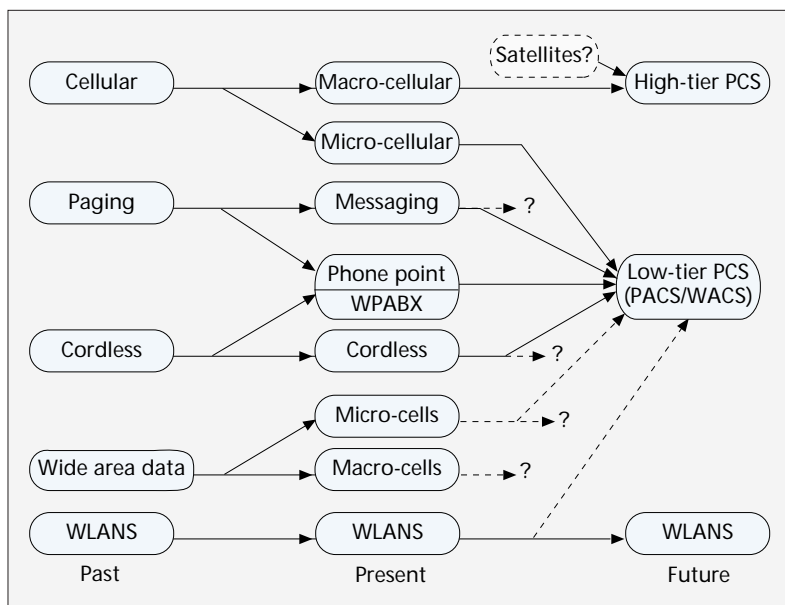 Satellites?
Cellular
Macro-cellular
High-tier PCS
Micro-cellular
Paging
Messaging
?
Phone point
WPABX
Low-tier PCS
(PACS/WACS)
Cordless
Cordless
?
Micro-cells
?
Wide area data
Macro-cells
?
WLANS
WLANS
WLANS
Past
Present
Future